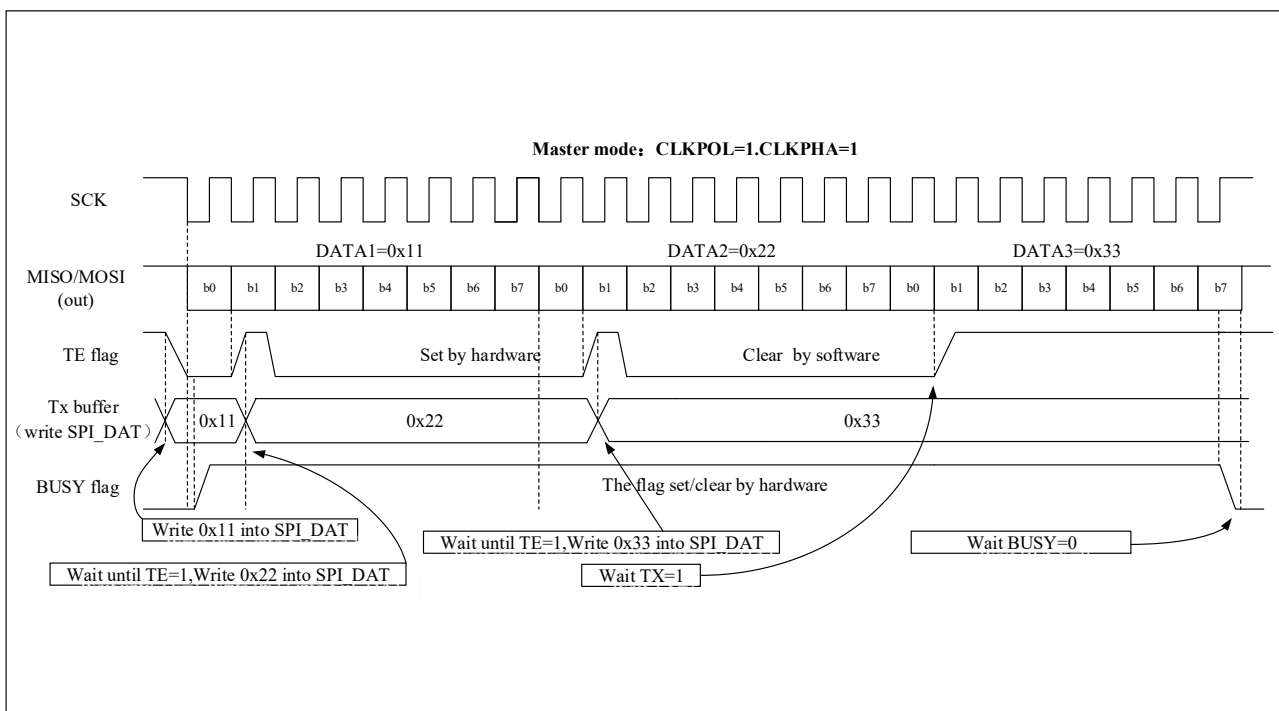 Master mode：CLKPOL=1.CLKPHA=1
SCK
DATA1=0x11 DATA2=0x22 DATA3=0x33
MISO/MOSI
(out)
b0 b1 b2 b3 b4 b5 b6 b7 b0 b1 b2 b3 b4 b5 b6 b7 b0 b1 b2 b3 b4 b5 b6 b7
TE flag Set by hardware Clear by software
Tx buffer
（write SPI_DAT） 0x11 0x22 0x33
BUSY flag The flag set/clear by hardware
Write 0x11 into SPI_DAT
Wait until TE=1,Write 0x33 into SPI_DAT Wait BUSY=0
Wait until TE=1,Write 0x22 into SPI_DAT Wait TX=1